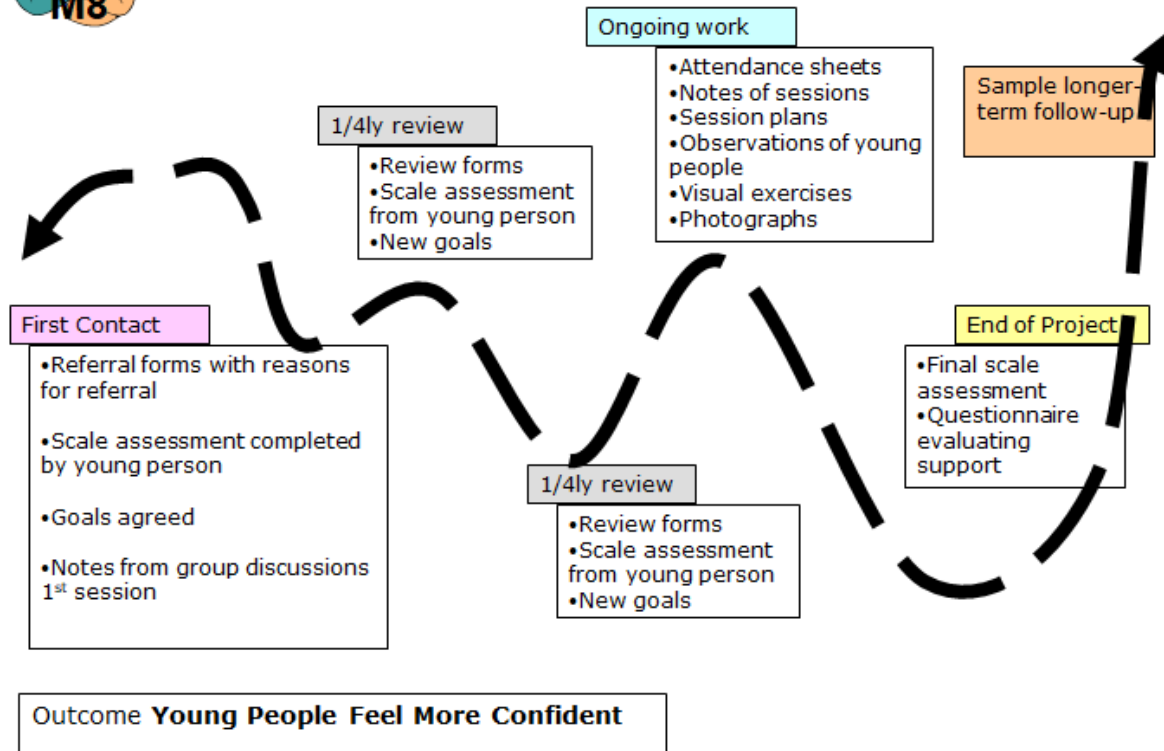 M8
Ongoing work
•Attendance sheets
•Notes of sessions
•Session plans
•Observations of young
people
•Visual exercises
•Photographs
Sample longer-
term follow-up
1/4ly review
•Review forms
•Scale assessment
from young person
•New goals
First Contact
•Referral forms with reasons
for referral
•Scale assessment completed
by young person
•Goals agreed
•Notes from group discussions
1st session
End of Project
•Final scale
assessment
•Questionnaire
evaluating
support
1/4ly review
•Review forms
•Scale assessment
from young person
•New goals
Outcome Young People Feel More Confident